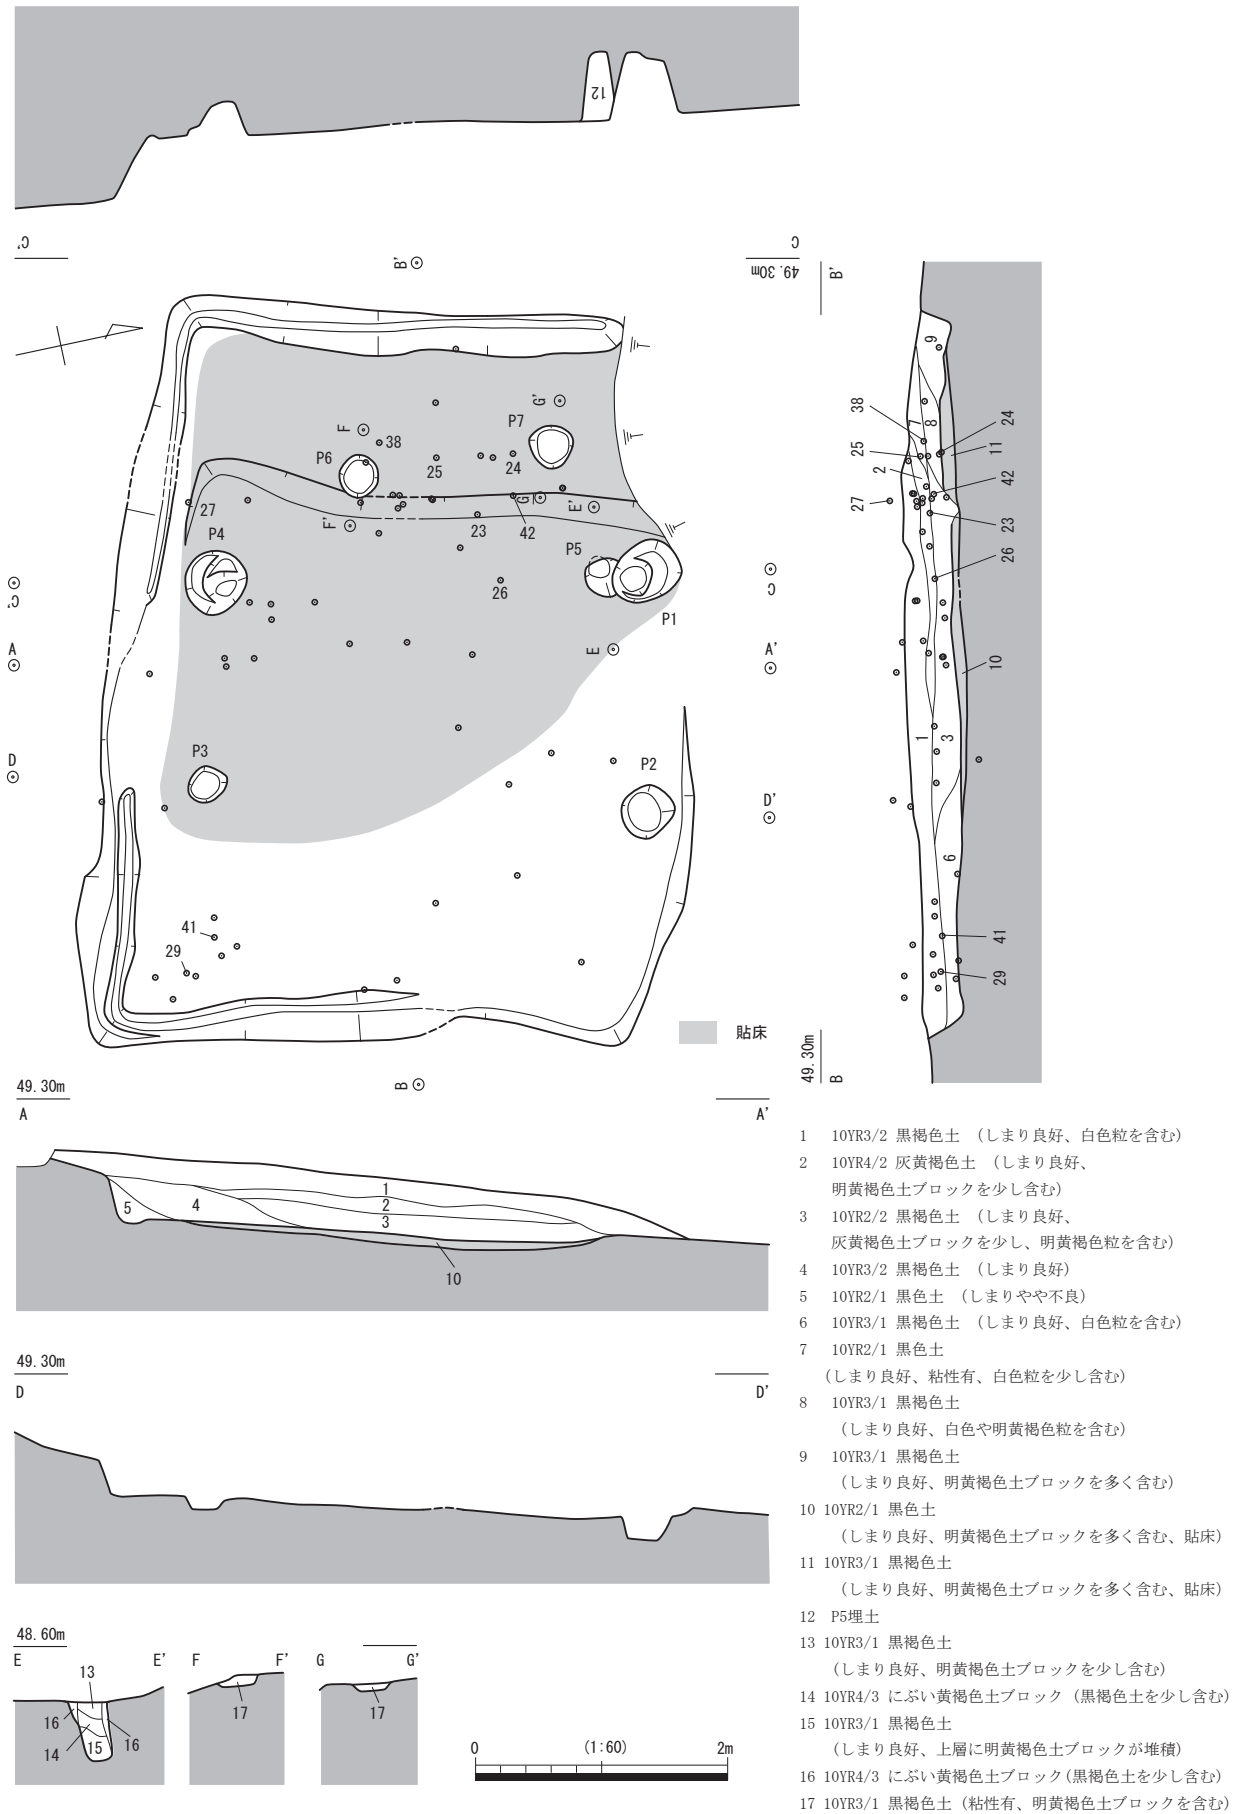 12
C'
C
49.30m
B'
B'
G'
F
P7
38
P6
25
24
G
27
F'
E'
P4
23
42
P5
26
P1
C'
C
A
E
A'
D
P3
P2
D'
41
29
貼床
B
49.30m
B
9
38
7
8
24
25
11
2
42
27
23
26
10
1
3
6
41
29
49.30m
A
A'
1
2
3
4
5
10
49.30m
D
D'
48.60m
E
E'
F
F'
G
G'
13
16
14
15
16
17
17
0
(1:60)
2m
1 10YR3/2 黒褐色土 (しまり良好、白色粒を含む)
2 10YR4/2 灰黄褐色土 (しまり良好、
明黄褐色土ブロックを少し含む)
3 10YR2/2 黒褐色土 (しまり良好、
灰黄褐色土ブロックを少し、明黄褐色粒を含む)
4 10YR3/2 黒褐色土 (しまり良好)
5 10YR2/1 黒色土 (しまりやや不良)
6 10YR3/1 黒褐色土 (しまり良好、白色粒を含む)
7 10YR2/1 黒色土
(しまり良好、粘性有、白色粒を少し含む)
8 10YR3/1 黒褐色土
(しまり良好、白色や明黄褐色粒を含む)
9 10YR3/1 黒褐色土
(しまり良好、明黄褐色土ブロックを多く含む)
10 10YR2/1 黒色土
(しまり良好、明黄褐色土ブロックを多く含む、貼床)
11 10YR3/1 黒褐色土
(しまり良好、明黄褐色土ブロックを多く含む、貼床)
12 P5埋土
13 10YR3/1 黒褐色土
(しまり良好、明黄褐色土ブロックを少し含む)
14 10YR4/3 にぶい黄褐色土ブロック (黒褐色土を少し含む)
15 10YR3/1 黒褐色土
(しまり良好、上層に明黄褐色土ブロックが堆積)
16 10YR4/3 にぶい黄褐色土ブロック(黒褐色土を少し含む)
17 10YR3/1 黒褐色土 (粘性有、明黄褐色土ブロックを含む)